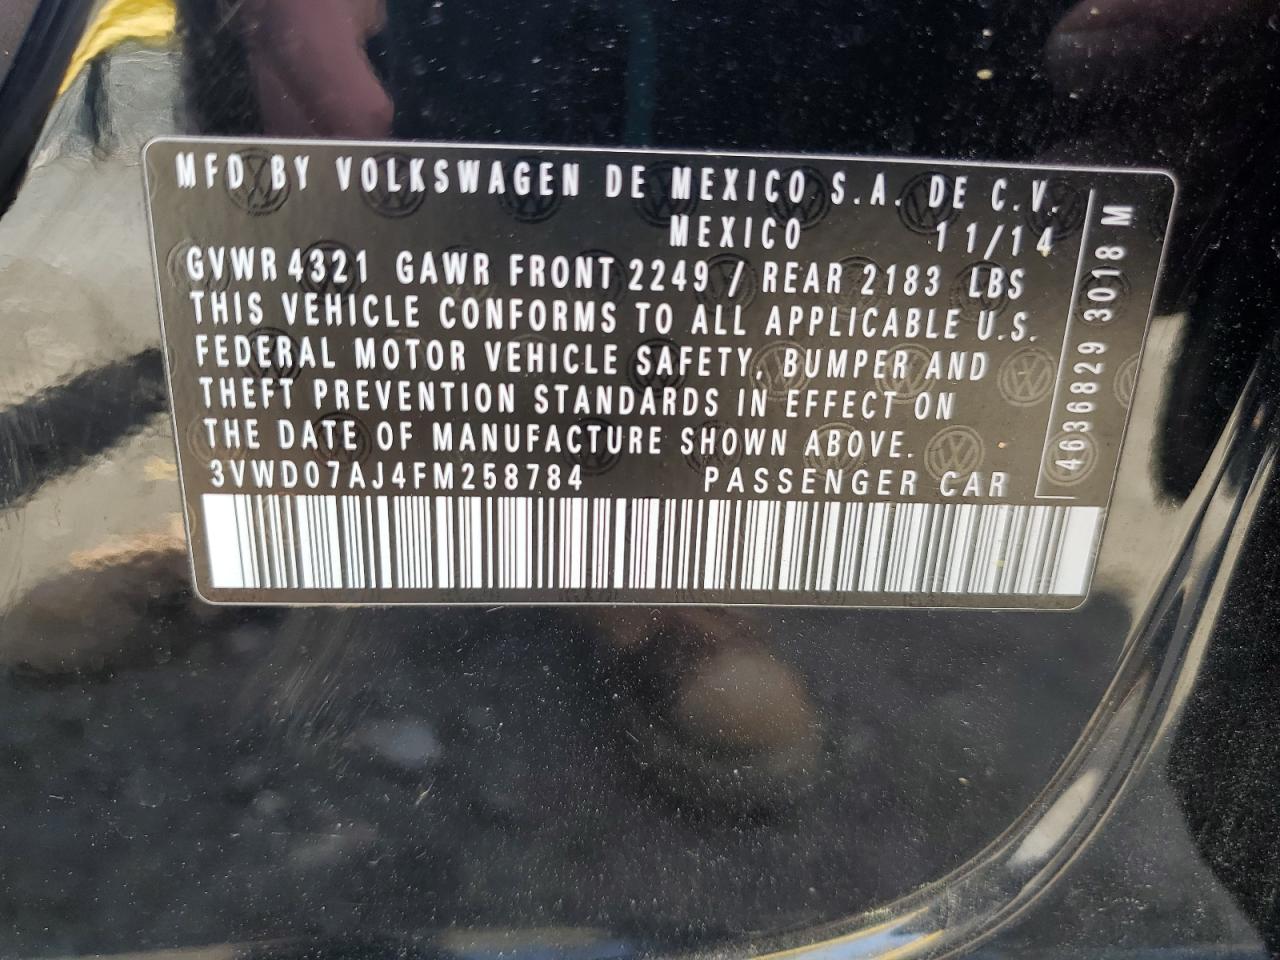 MFD BY VOLKSWAGEN DE MEXICO S.A. DE C.V.
MEXICO 11/14
GVWR 4321 GAWR FRONT 2249 / REAR 2183 LBS
THIS VEHICLE CONFORMS TO ALL APPLICABLE U.S.
FEDERAL MOTOR VEHICLE SAFETY, BUMPER AND
THEFT PREVENTION STANDARDS IN EFFECT ON
THE DATE OF MANUFACTURE SHOWN ABOVE.
3VWD07AJ4FM258784 PASSENGER CAR
4636829 3018 M